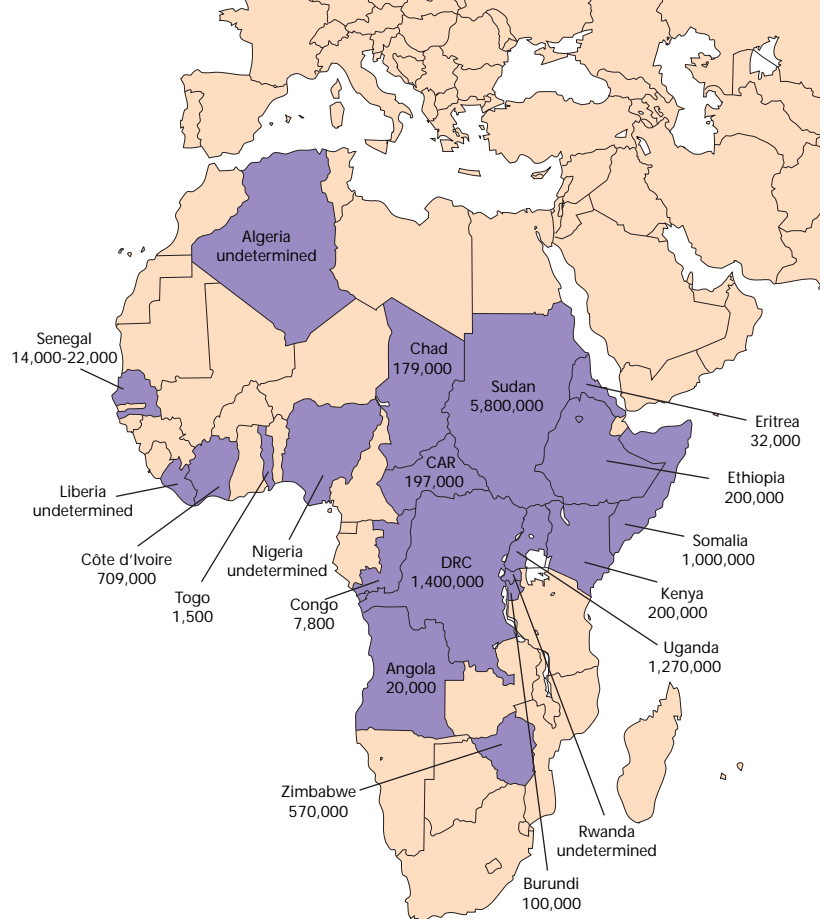 Algeria
undetermined
Senegal
14,000-22,000
Chad
179,000
Sudan
5,800,000
Eritrea
32,000
CAR
197,000
Ethiopia
200,000
Liberia
undetermined
Somalia
1,000,000
Côte d'Ivoire
709,000
Nigeria
undetermined
DRC
1,400,000
Togo
1,500
Congo
7,800
Kenya
200,000
Uganda
1,270,000
Angola
20,000
Zimbabwe
570,000
Rwanda
undetermined
Burundi
100,000